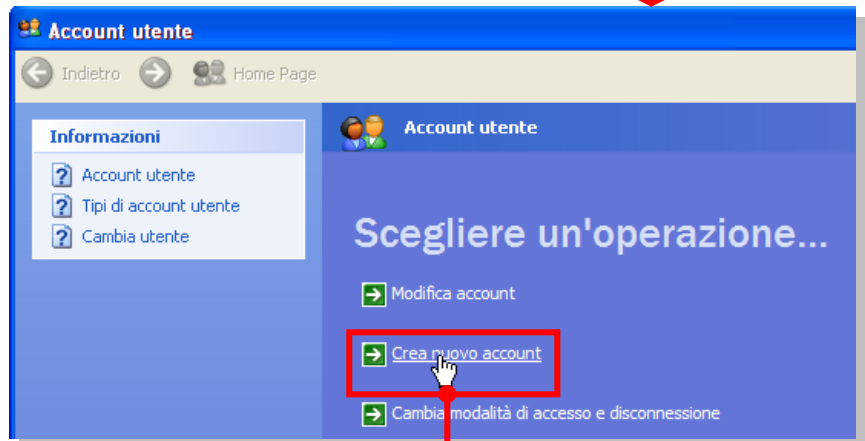 Account utente
Indietro Home Page
Informazioni
Account utente
Tipi di account utente
Cambia utente
Account utente
Scegliere un'operazione...
Modifica account
Crea nuovo account
Cambia modalità di accesso e disconnessione